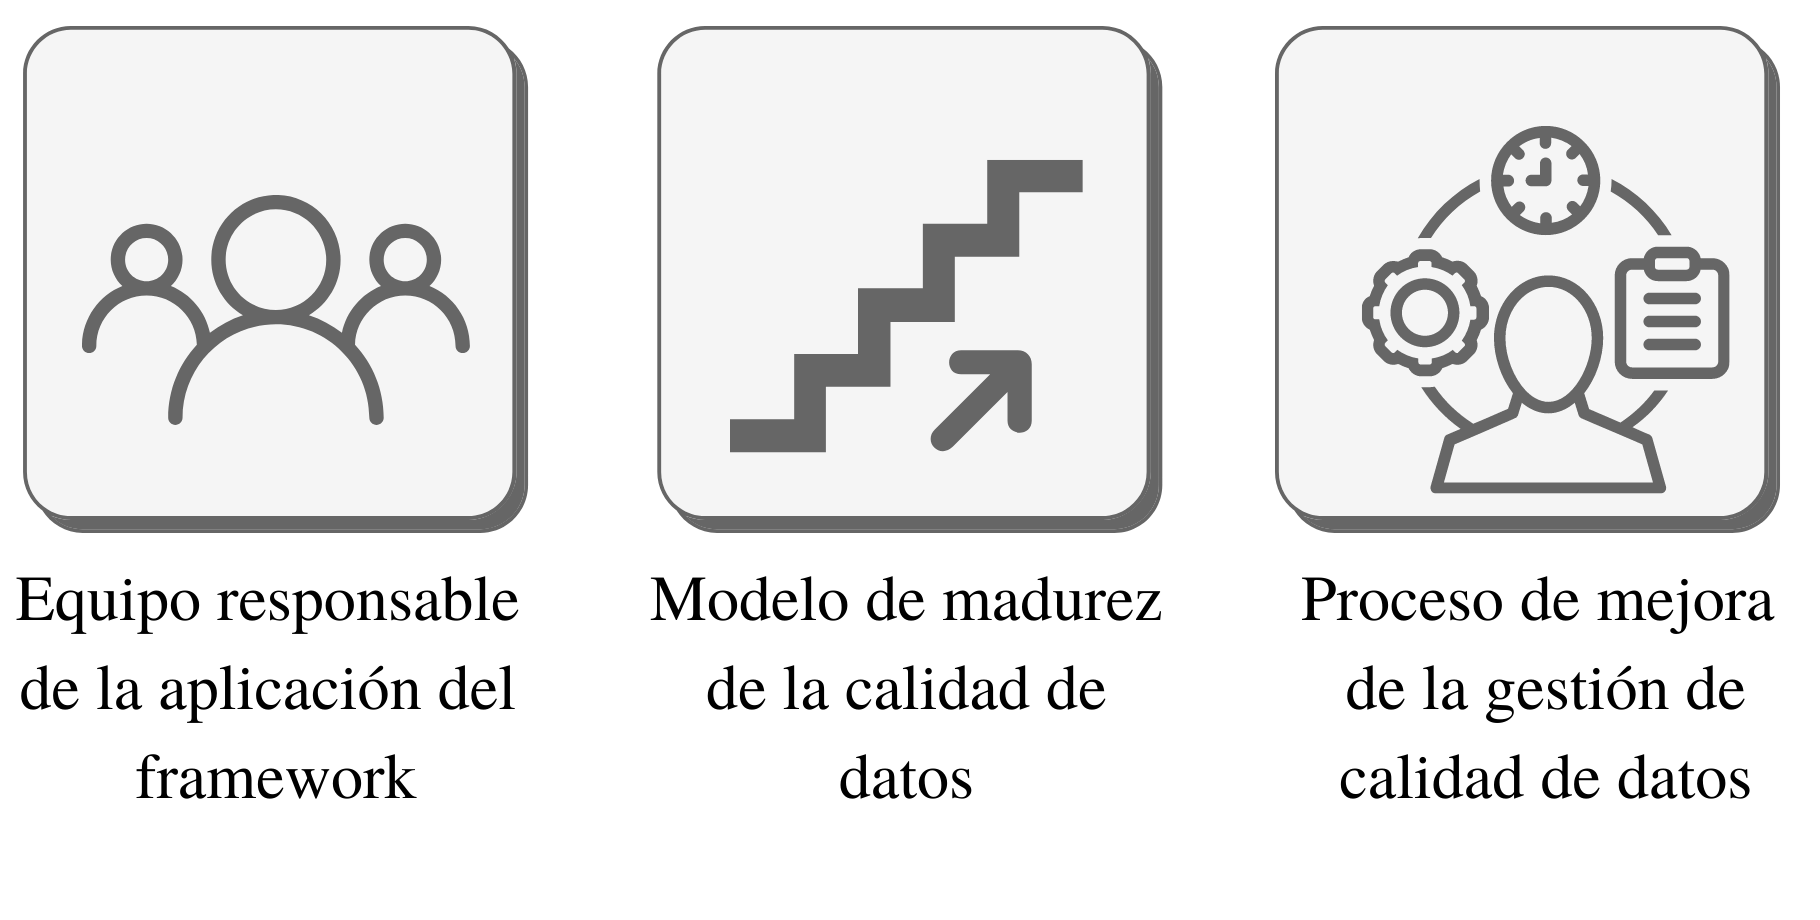 Equipo responsable
de la aplicación del
framework
Modelo de madurez
de la calidad de
datos
Proceso de mejora
de la gestión de
calidad de datos